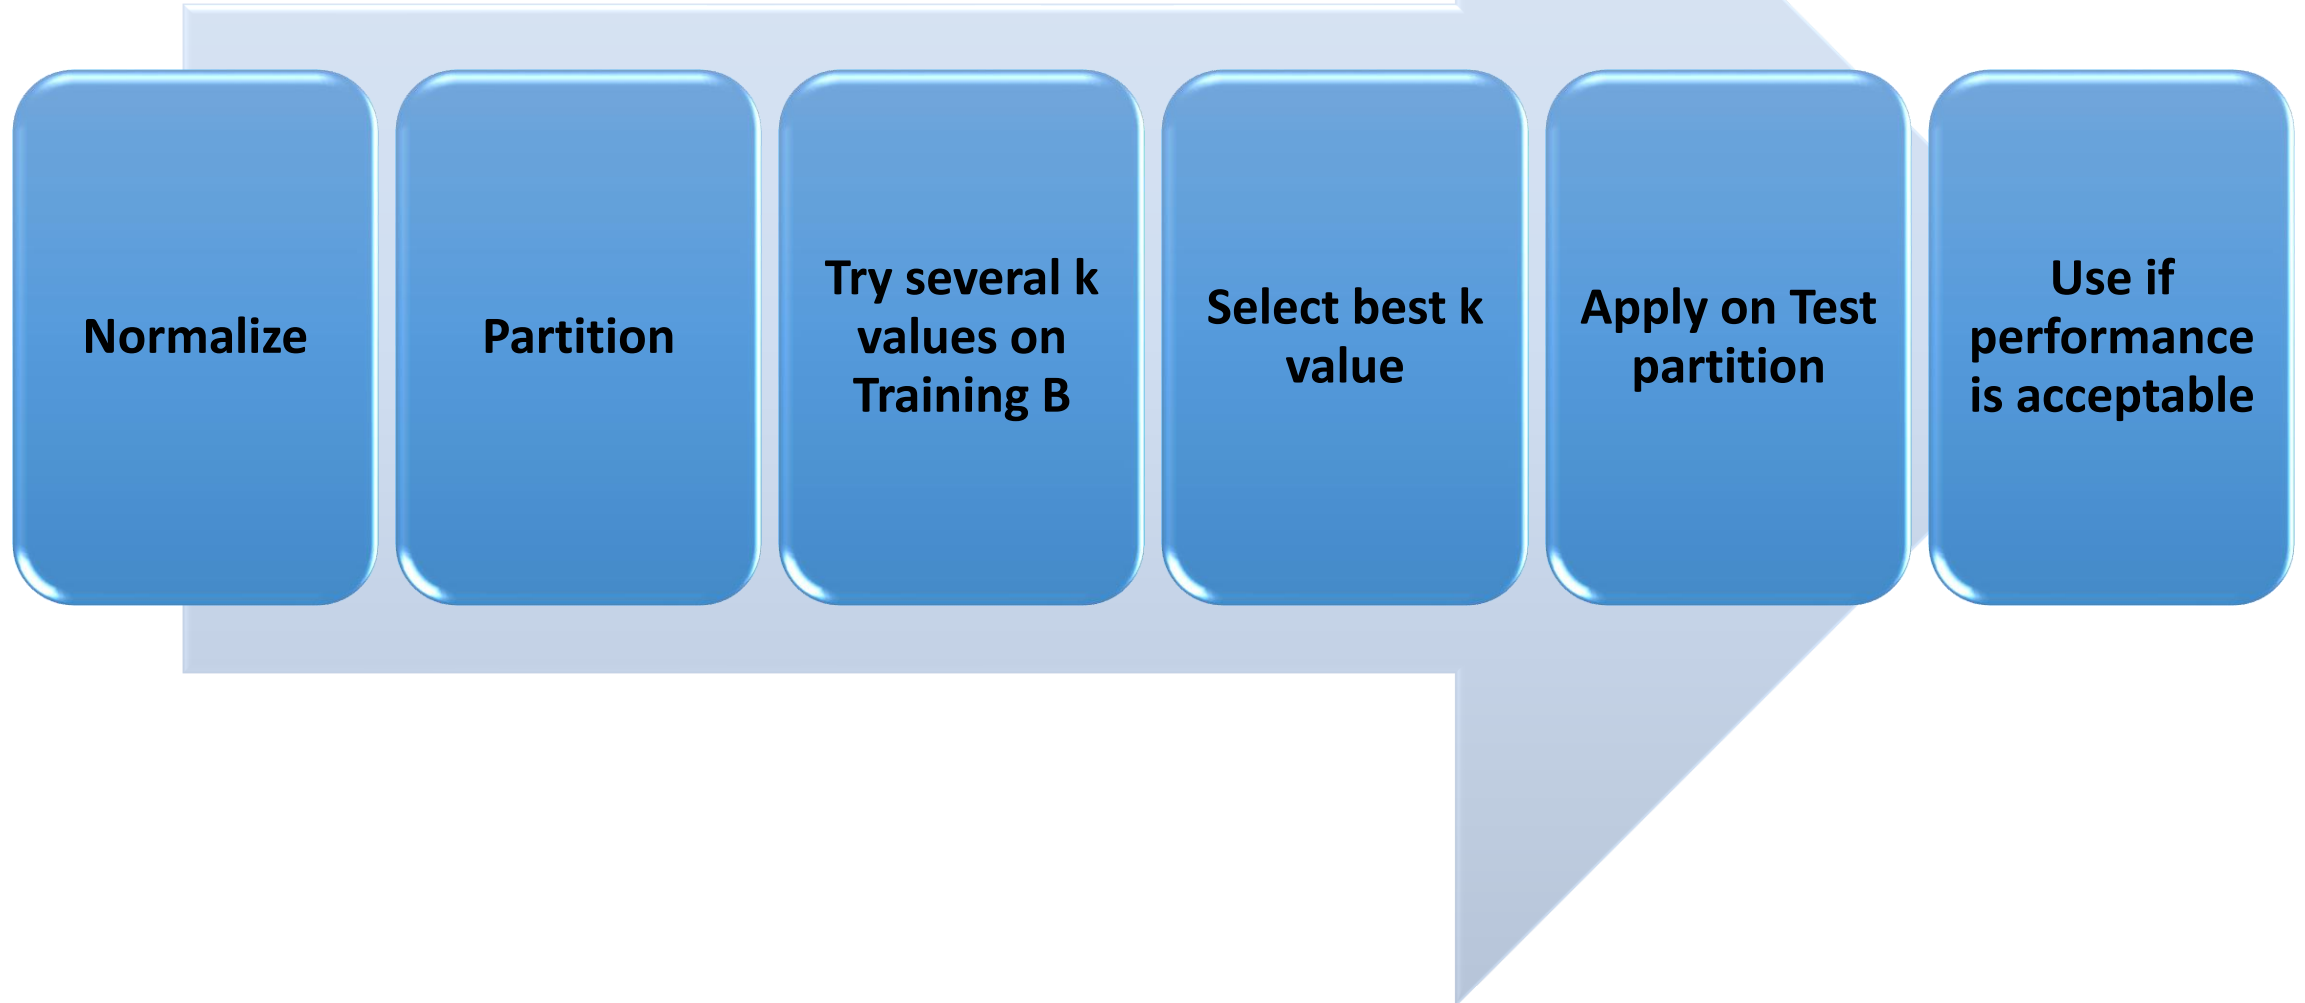 Normalize
Partition
Try several k
values on
Training B
Select best k
value
Apply on Test
partition
Use if
performance
is acceptable